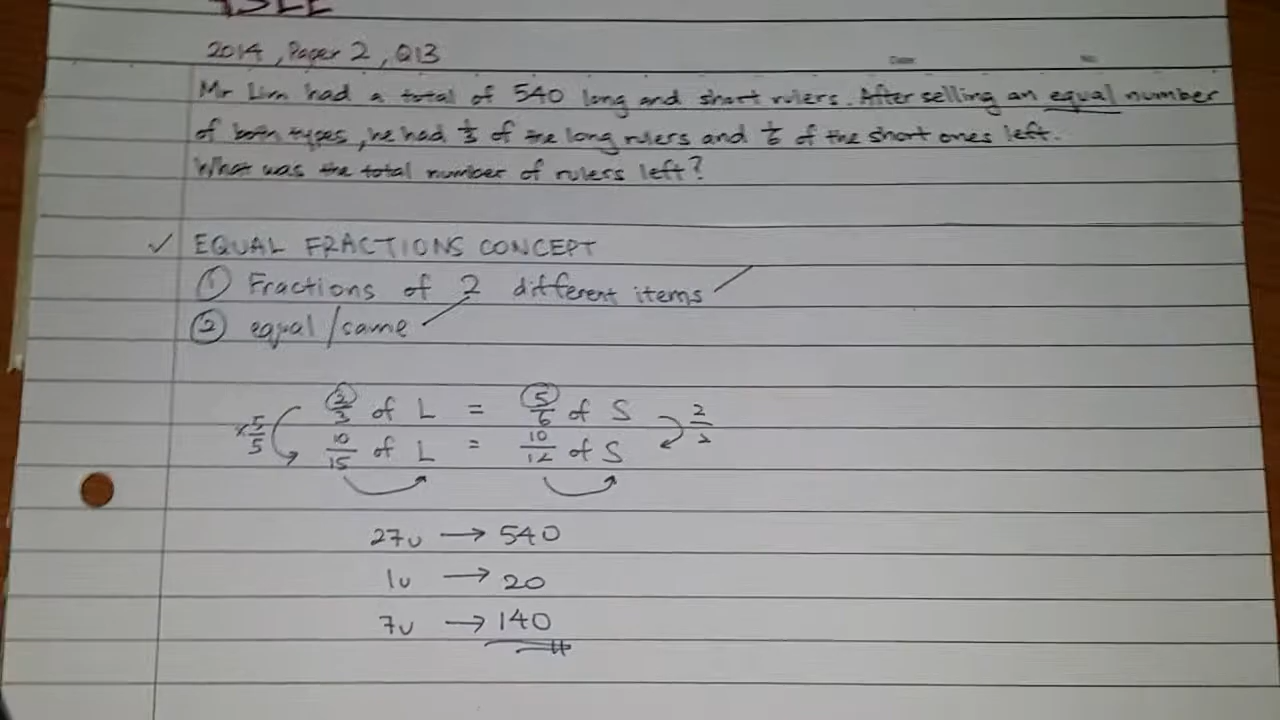 PSLE
2014, Paper 2, Q13
Date
No.
Mr Lim had a total of 540 long and short rulers. After selling an equal number
of both types, he had 1/3 of the long rulers and 1/6 of the short ones left.
What was the total number of rulers left?
✓ EQUAL FRACTIONS CONCEPT
① Fractions of 2 different items
② equal/same
2/3 of L = 5/6 of S
×5/5
2/2
10/15 of L = 10/12 of S
27u → 540
1u → 20
7u → 140